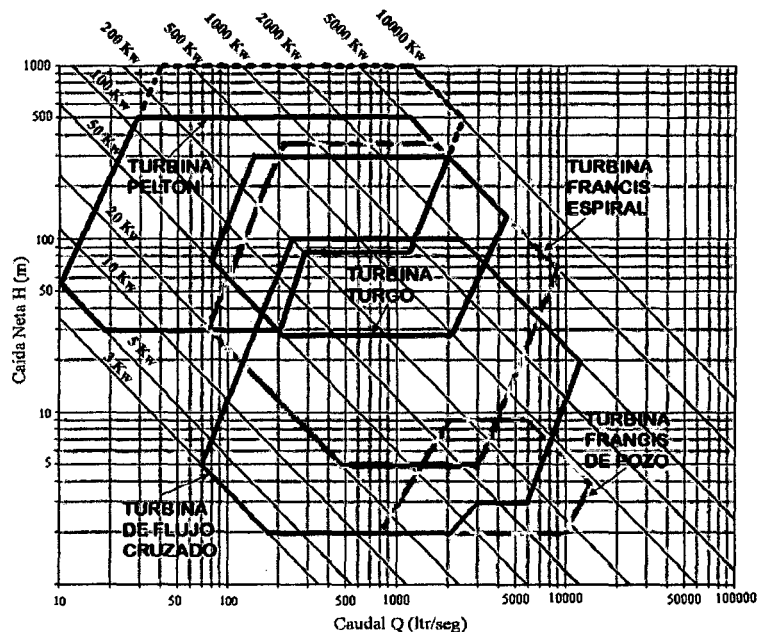 200 Kw
500 Kw
1000 Kw
2000 Kw
5000 Kw
10000 Kw
100 Kw
50 Kw
20 Kw
10 Kw
5 Kw
3 Kw
Caida Neta H (m)
1000
500
100
50
10
5
TURBINA
PELTON
TURBINA
FRANCIS
ESPIRAL
TURBINA
TURGO
TURBINA
FRANCIS
DE POZO
TURBINA
DE FLUJO
CRUZADO
10 50 100 500 1000 5000 10000 50000 100000
Caudal Q (ltr/seg)